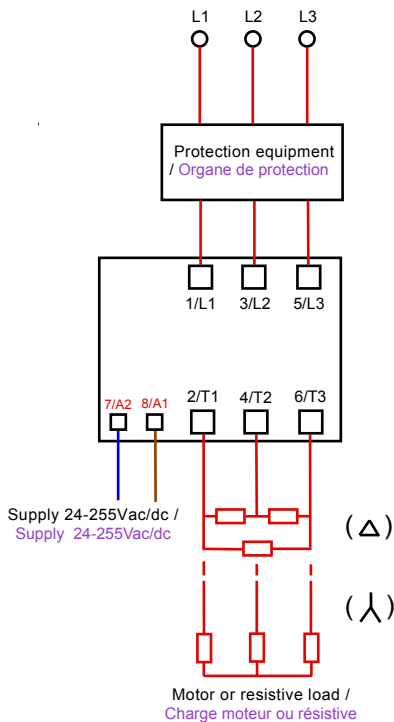 L1 L2 L3
Protection equipment
/ Organe de protection
1/L1 3/L2 5/L3
7/A2 8/A1 2/T1 4/T2 6/T3
Supply 24-255Vac/dc /
Supply 24-255Vac/dc
(△)
(⅄)
Motor or resistive load /
Charge moteur ou résistive